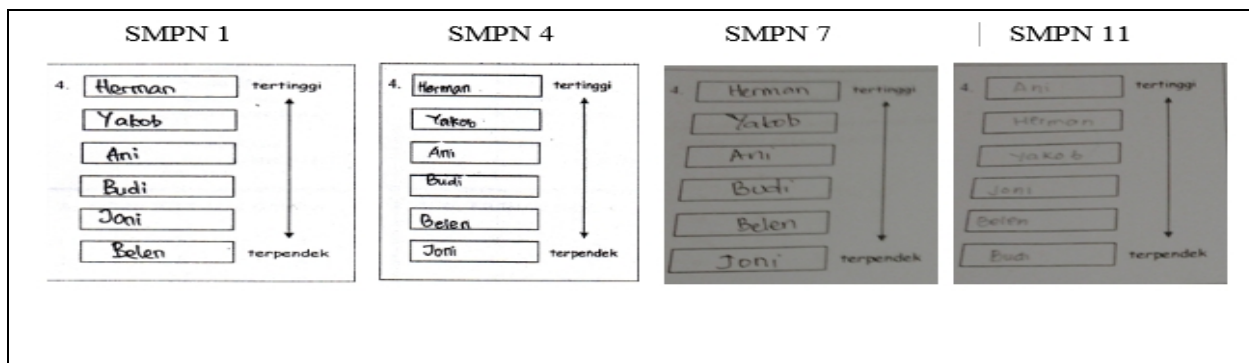 SMPN 1
4. Herman tertinggi
Yakob
Ani
Budi
Joni
Belen terpendek
SMPN 4
4. Herman tertinggi
Yakob
Ani
Budi
Belen
Joni terpendek
SMPN 7
4. Herman tertinggi
Yakob
Ani
Budi
Belen
Joni terpendek
SMPN 11
4. Ani tertinggi
Herman
Yakob
Joni
Belen
Budi terpendek